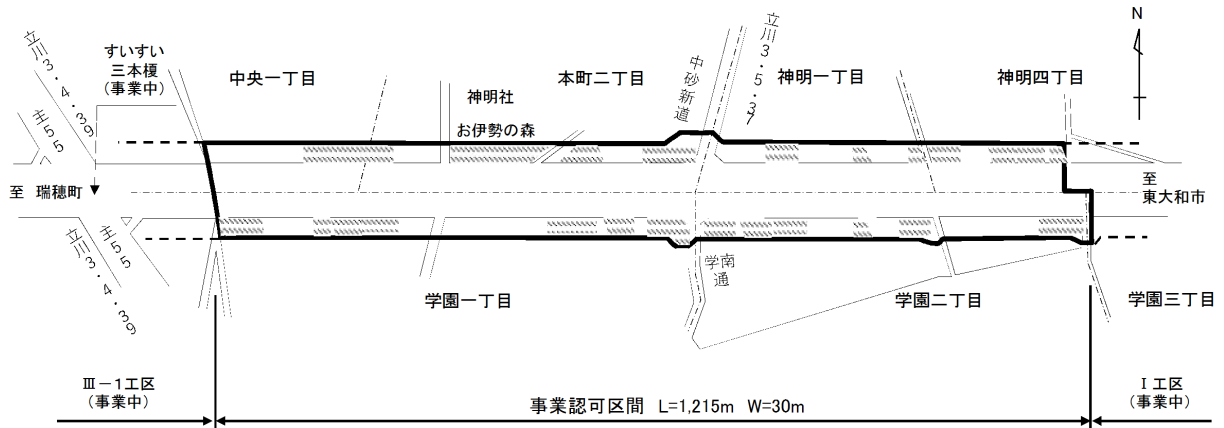 立川3・4・39
主55
すいすい
三本榎
(事業中)
中央一丁目
神明社
お伊勢の森
本町二丁目
中砂新道
立川3・5・37
神明一丁目
神明四丁目
N
至 瑞穂町
至
東大和市
立川3・4・39
主55
学園一丁目
学南通
学園二丁目
学園三丁目
Ⅲ-1工区
(事業中)
事業認可区間 L=1,215m W=30m
Ⅰ工区
(事業中)